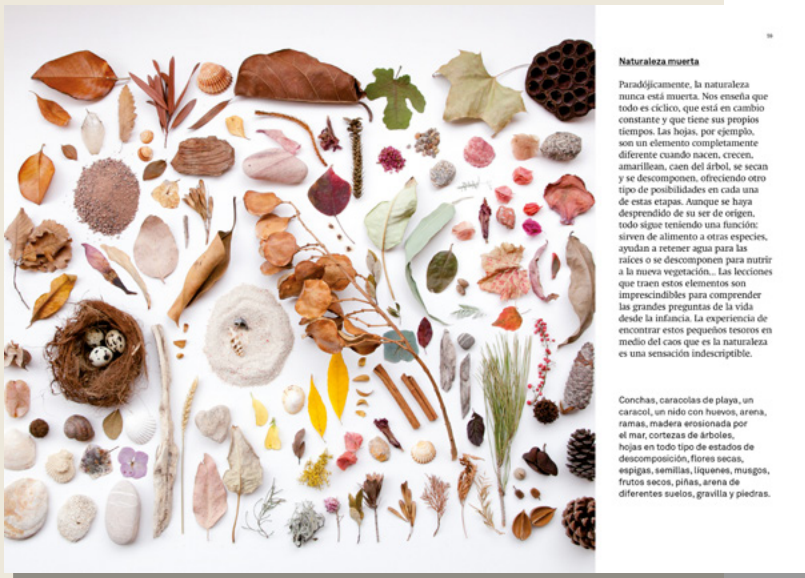 59
Naturaleza muerta
Paradójicamente, la naturaleza
nunca está muerta. Nos enseña que
todo es cíclico, que está en cambio
constante y que tiene sus propios
tiempos. Las hojas, por ejemplo,
son un elemento completamente
diferente cuando nacen, crecen,
amarillean, caen del árbol, se secan
y se descomponen, ofreciendo otro
tipo de posibilidades en cada una
de estas etapas. Aunque se haya
desprendido de su ser de origen,
todo sigue teniendo una función:
sirven de alimento a otras especies,
ayudan a retener agua para las
raíces o se descomponen para nutrir
a la nueva vegetación... Las lecciones
que traen estos elementos son
imprescindibles para comprender
las grandes preguntas de la vida
desde la infancia. La experiencia de
encontrar estos pequeños tesoros en
medio del caos que es la naturaleza
es una sensación indescriptible.
Conchas, caracolas de playa, un
caracol, un nido con huevos, arena,
ramas, madera erosionada por
el mar, cortezas de árboles,
hojas en todo tipo de estados de
descomposición, flores secas,
espigas, semillas, líquenes, musgos,
frutos secos, piñas, arena de
diferentes suelos, gravilla y piedras.